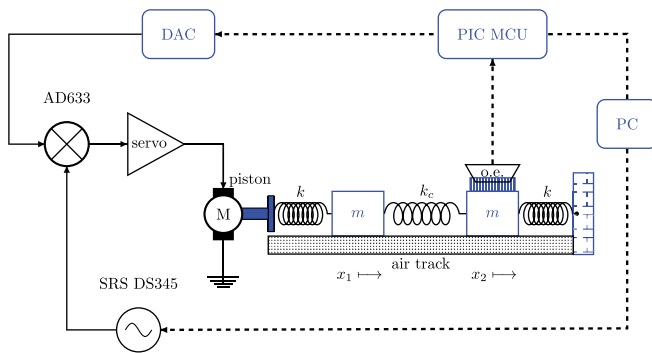 DAC
PIC MCU
AD633
PC
servo
o.e.
piston
k
k_c
k
M
m
m
air track
x_1 ⟼
x_2 ⟼
SRS DS345